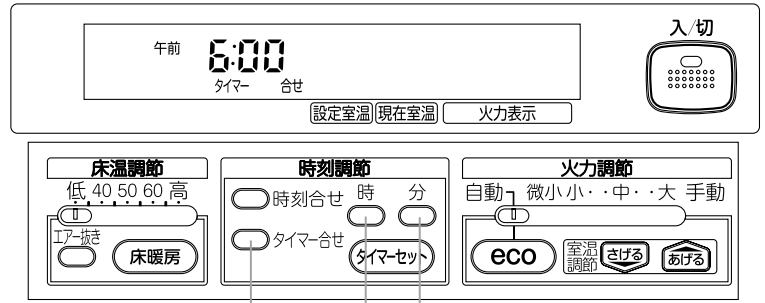 入/切
午前 6:00
タイマー 合せ
設定室温 現在室温 火力表示
床温調節
低 40 50 60 高
エアー抜き
床暖房
時刻調節
時刻合せ 時 分
タイマー合せ
タイマーセット
火力調節
自動 微小 小・・中・・大 手動
eco
室温調節 さげる あげる